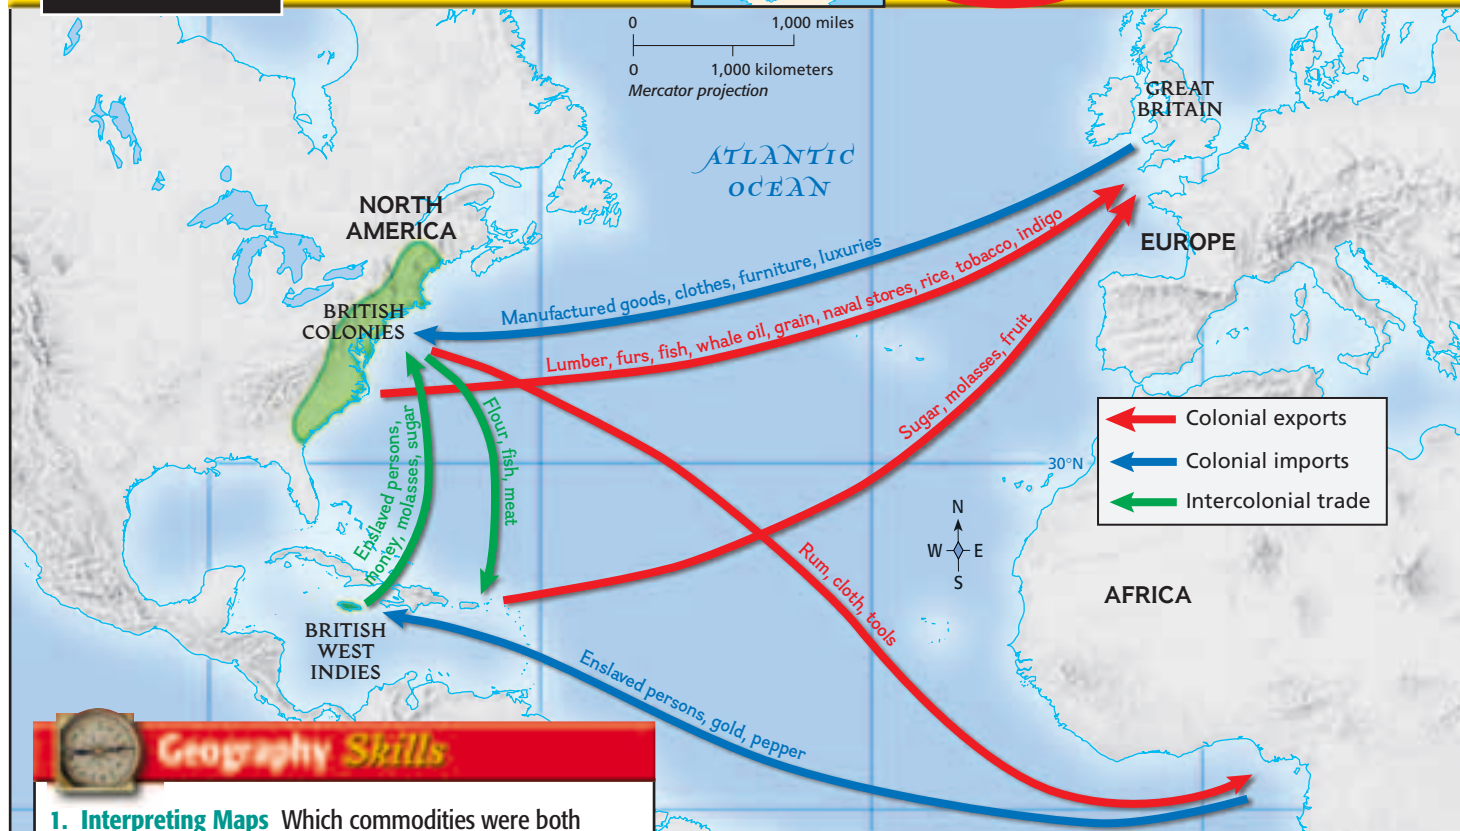 0 1,000 miles
0 1,000 kilometers
Mercator projection
GREAT
BRITAIN
ATLANTIC
OCEAN
NORTH
AMERICA
EUROPE
BRITISH
COLONIES
Manufactured goods, clothes, furniture, luxuries
Lumber, furs, fish, whale oil, grain, naval stores, rice, tobacco, indigo
Sugar, molasses, fruit
Flour, fish, meat
Enslaved persons,
money, molasses, sugar
Colonial exports
Colonial imports
Intercolonial trade
30°N
N
W E
S
Rum, cloth, tools
AFRICA
BRITISH
WEST
INDIES
Enslaved persons, gold, pepper
Geography Skills
1. Interpreting Maps Which commodities were both